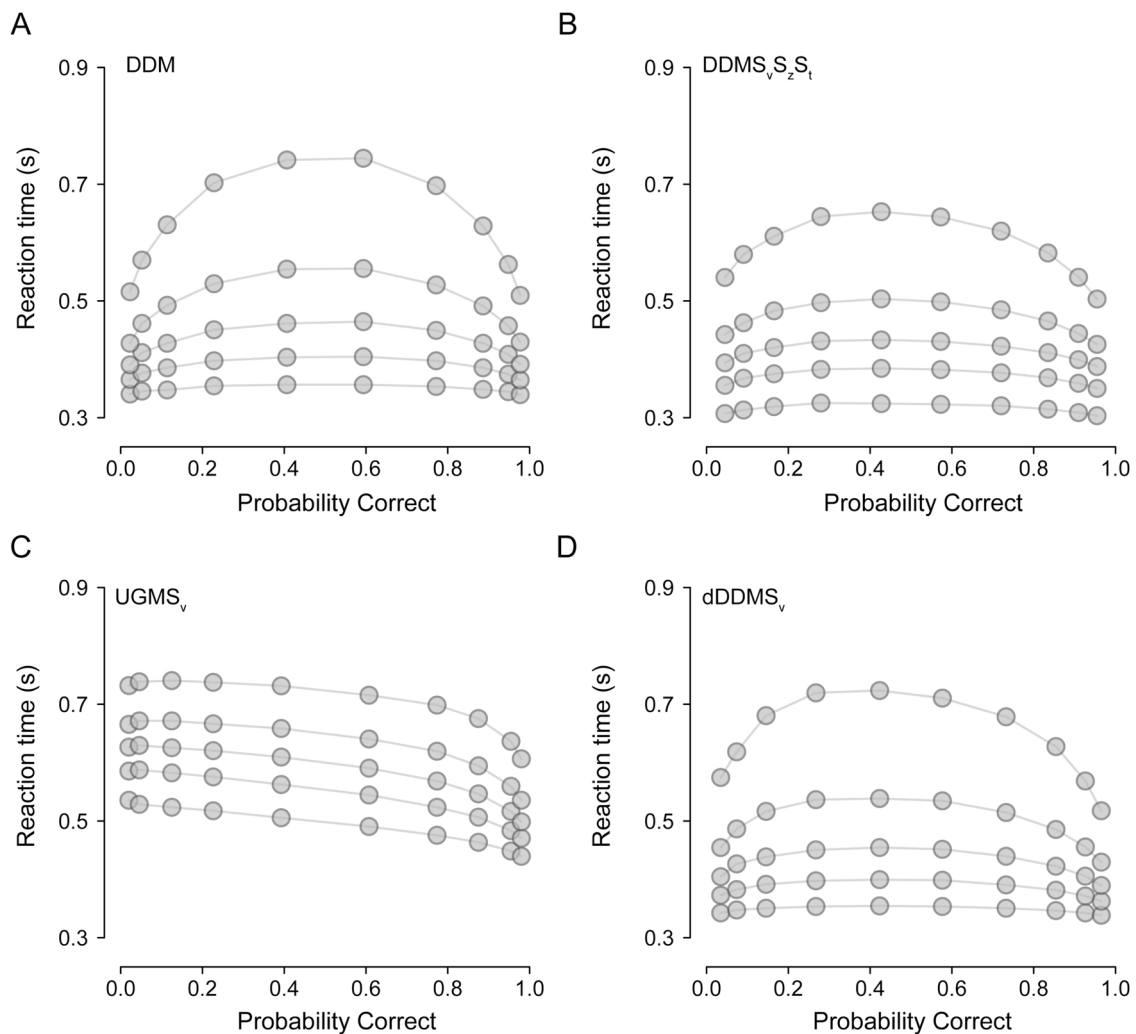 A
DDM
0.9
0.7
0.5
0.3
Reaction time (s)
0.0 0.2 0.4 0.6 0.8 1.0
Probability Correct
B
DDMSvSzSt
0.9
0.7
0.5
0.3
Reaction time (s)
0.0 0.2 0.4 0.6 0.8 1.0
Probability Correct
C
UGMSv
0.9
0.7
0.5
0.3
Reaction time (s)
0.0 0.2 0.4 0.6 0.8 1.0
Probability Correct
D
dDDMSv
0.9
0.7
0.5
0.3
Reaction time (s)
0.0 0.2 0.4 0.6 0.8 1.0
Probability Correct